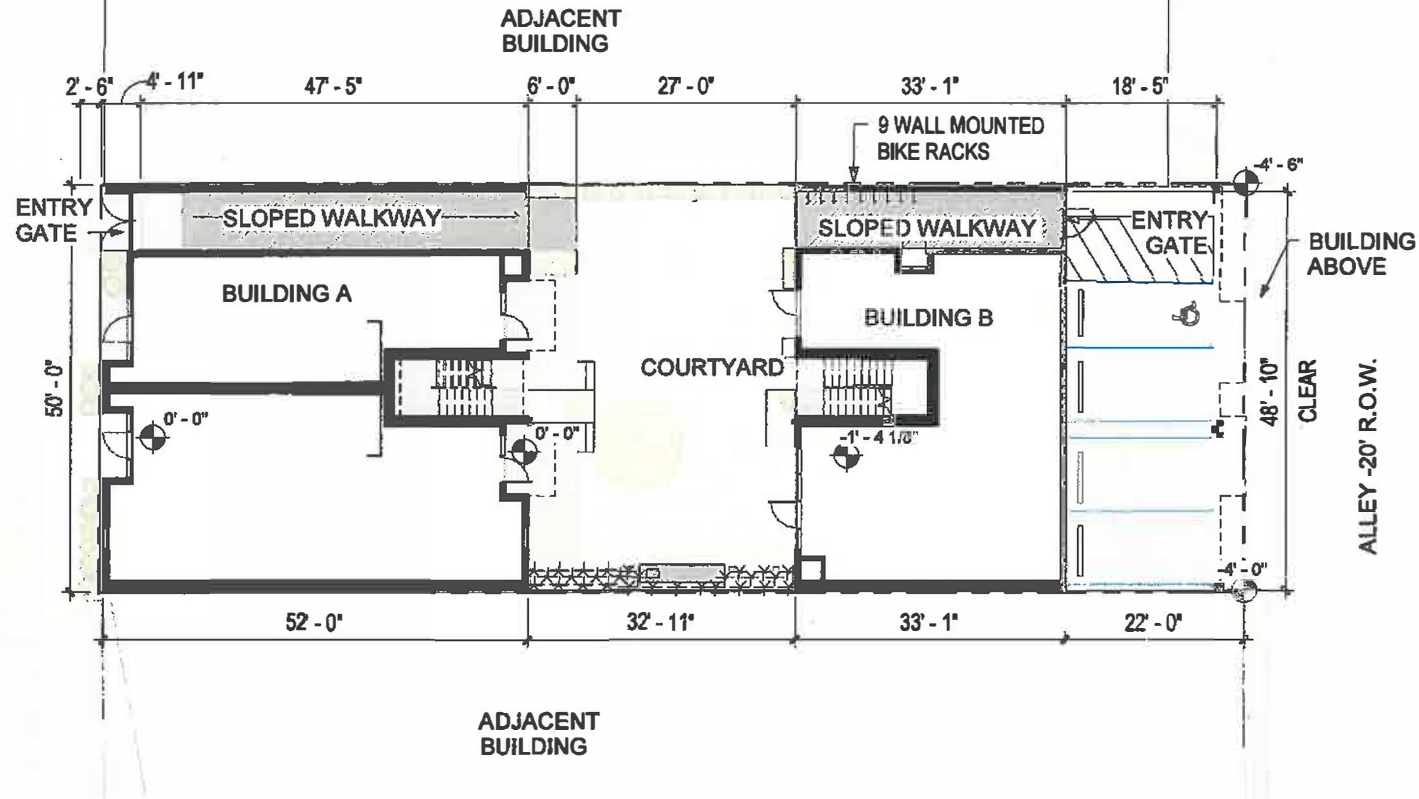 ADJACENT
BUILDING
2' - 6"
4' - 11"
47' - 5"
6' - 0"
27' - 0"
33' - 1"
18' - 5"
9 WALL MOUNTED
BIKE RACKS
-4' - 6"
ENTRY
GATE
SLOPED WALKWAY
SLOPED WALKWAY
ENTRY
GATE
BUILDING
ABOVE
BUILDING A
BUILDING B
COURTYARD
50' - 0"
0' - 0"
0' - 0"
-1' - 4 1/8"
48' - 10"
CLEAR
ALLEY -20' R.O.W.
-4' - 0"
52' - 0"
32' - 11"
33' - 1"
22' - 0"
ADJACENT
BUILDING